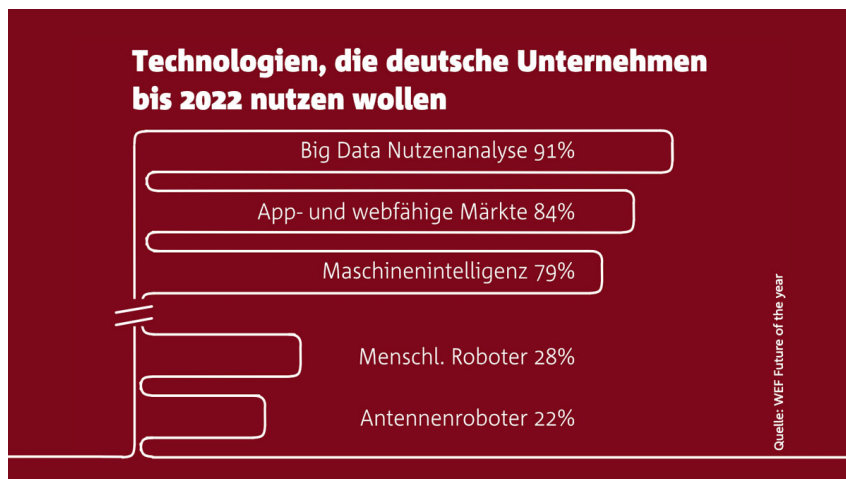 Technologien, die deutsche Unternehmen
bis 2022 nutzen wollen
Big Data Nutzenanalyse 91%
App- und webfähige Märkte 84%
Maschinenintelligenz 79%
Menschl. Roboter 28%
Antennenroboter 22%
Quelle: WEF Future of the year